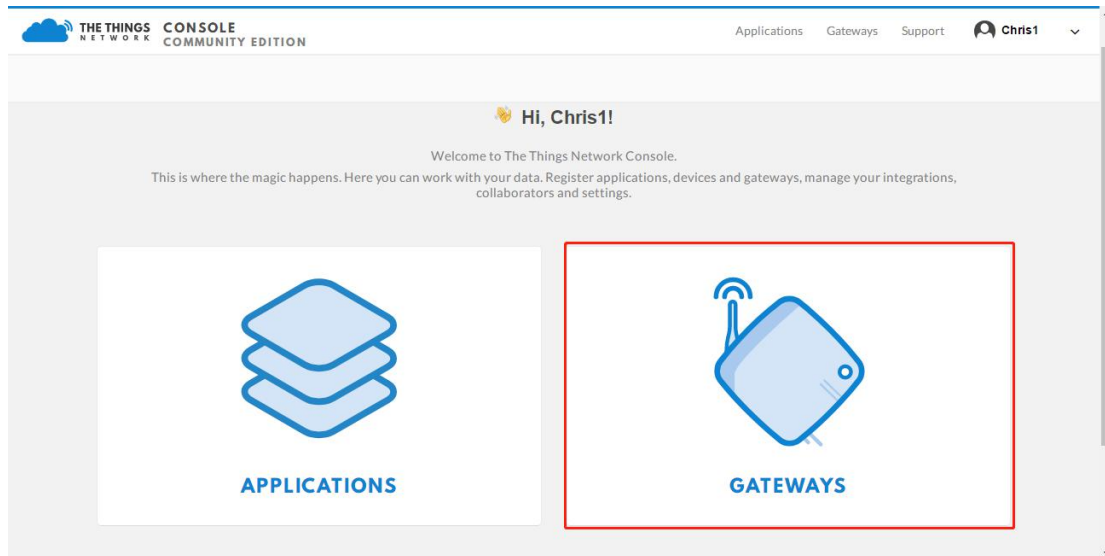 THE THINGS
NETWORK
CONSOLE
COMMUNITY EDITION
Applications Gateways Support Chris1
Hi, Chris1!
Welcome to The Things Network Console.
This is where the magic happens. Here you can work with your data. Register applications, devices and gateways, manage your integrations,
collaborators and settings.
APPLICATIONS
GATEWAYS